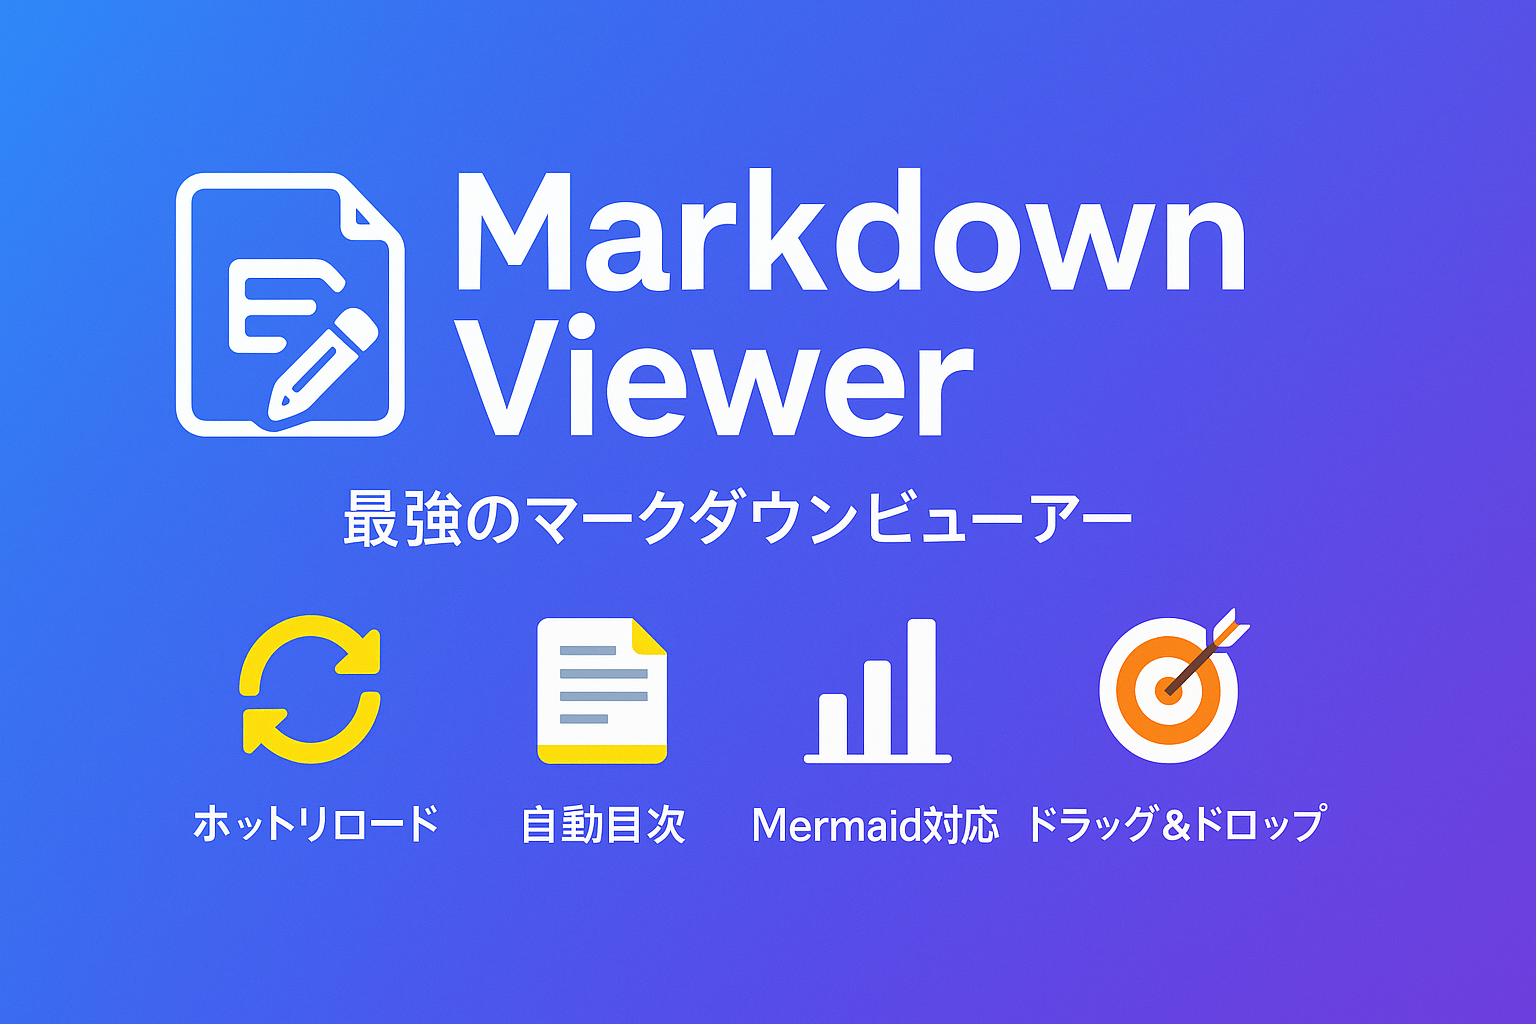 Markdown
Viewer
最強のマークダウンビューアー
ホットリロード
自動目次
Mermaid対応
ドラッグ&ドロップ